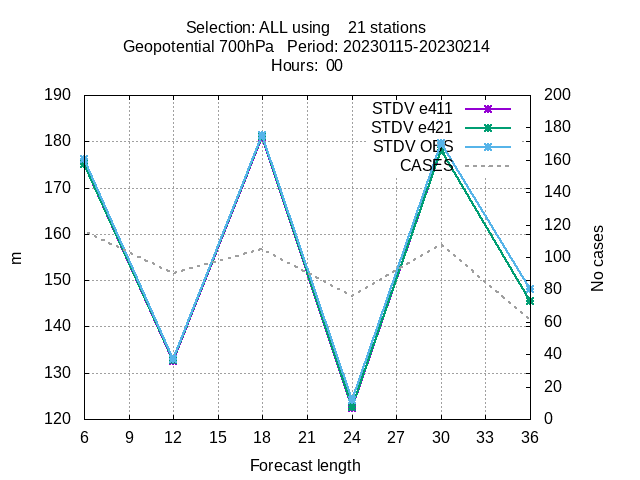 Selection: ALL using    21 stations
Geopotential 700hPa   Period: 20230115-20230214
Hours:  00
190 200
STDV e411
STDV e421
STDV OBS
CASES
180 180
170 160
160 140
150 120
140 100
130 80
120 60
40
20
0
m
No cases
6 9 12 15 18 21 24 27 30 33 36
Forecast length